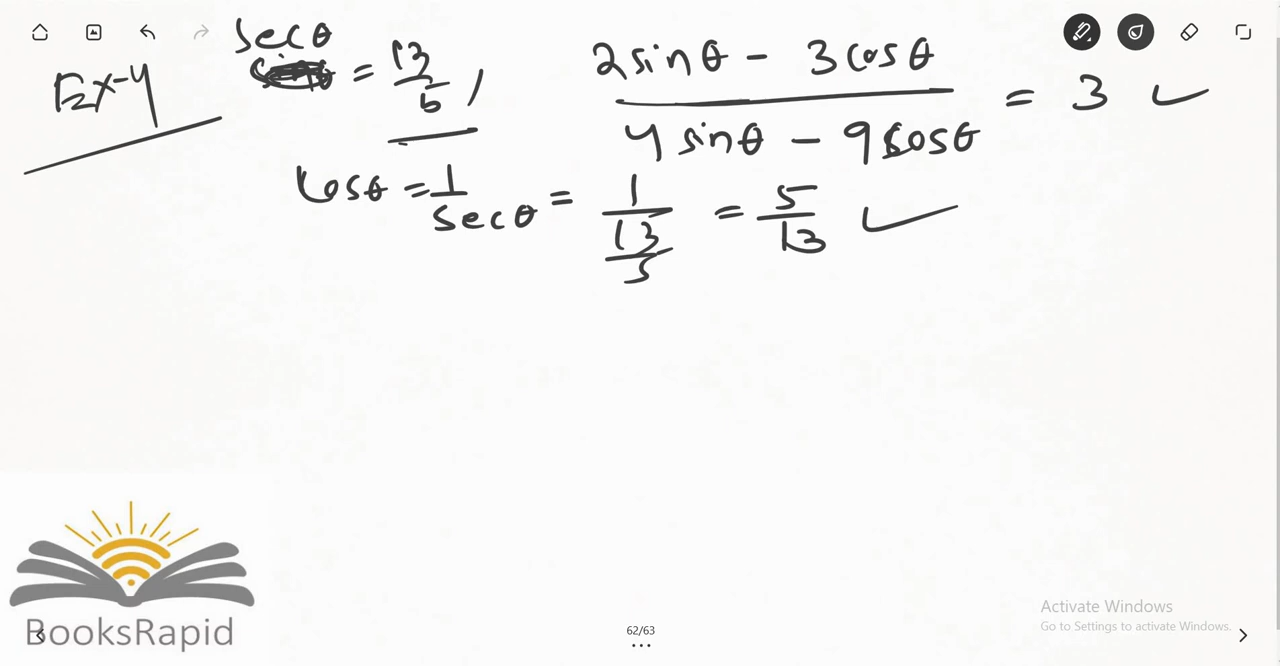 Ex-4
secθ = 13/5,
(2sinθ - 3cosθ)/(4sinθ - 9cosθ) = 3 ✓
cosθ = 1/secθ = 1/(13/5) = 5/13 ✓
BooksRapid
62/63
Activate Windows
Go to Settings to activate Windows.